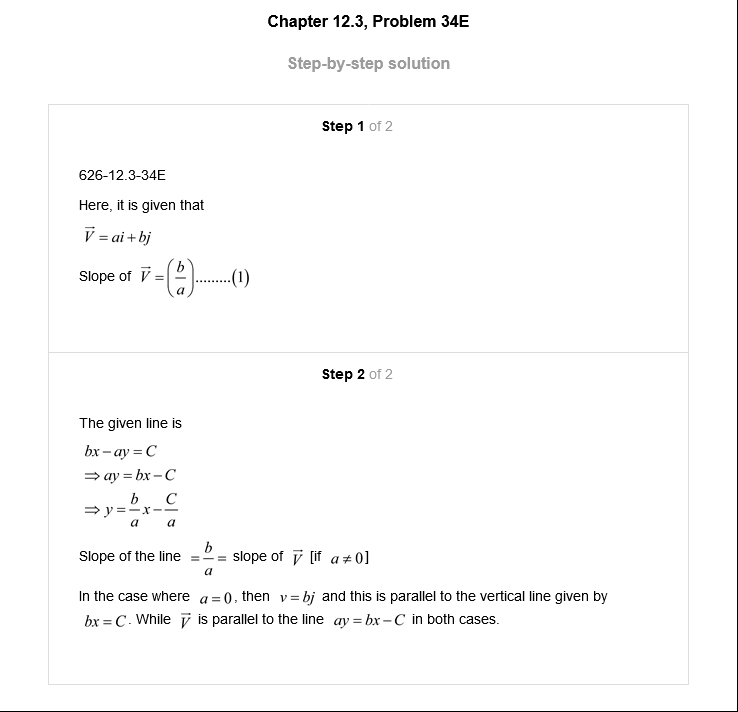 Chapter 12.3, Problem 34E
Step-by-step solution
Step 1 of 2
626-12.3-34E
Here, it is given that
$\vec{V} = ai + bj$
Slope of $\vec{V} = \left(\frac{b}{a}\right)$.........(1)
Step 2 of 2
The given line is
$bx - ay = C$
$\Rightarrow ay = bx - C$
$\Rightarrow y = \frac{b}{a}x - \frac{C}{a}$
Slope of the line $= \frac{b}{a} =$ slope of $\vec{V}$ [if $a \neq 0$]
In the case where $a = 0$, then $v = bj$ and this is parallel to the vertical line given by
$bx = C$. While $\vec{V}$ is parallel to the line $ay = bx - C$ in both cases.